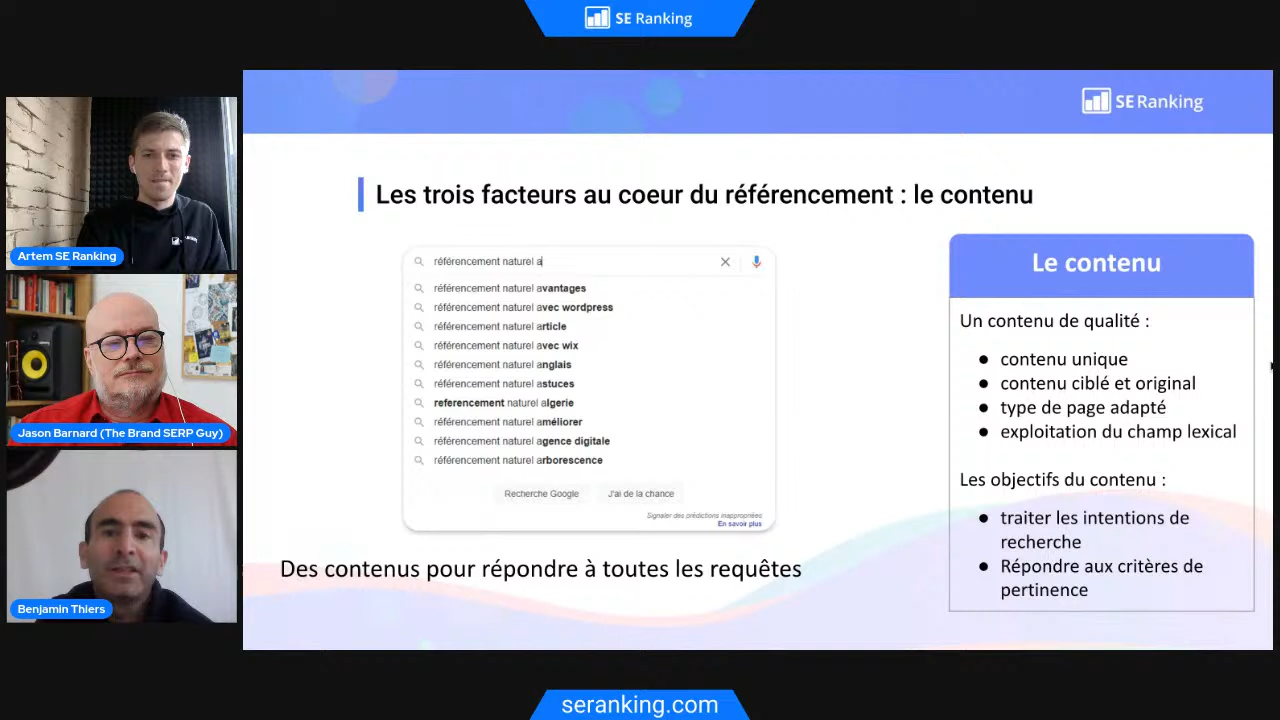 SE Ranking
SE Ranking
Les trois facteurs au coeur du référencement : le contenu
référencement naturel a
référencement naturel avantages
référencement naturel avec wordpress
référencement naturel article
référencement naturel avec wix
référencement naturel anglais
référencement naturel astuces
referencement naturel algerie
référencement naturel améliorer
référencement naturel agence digitale
référencement naturel arborescence
Recherche Google
J'ai de la chance
Signaler des prédictions inappropriées
En savoir plus
Des contenus pour répondre à toutes les requêtes
Le contenu
Un contenu de qualité :
● contenu unique
● contenu ciblé et original
● type de page adapté
● exploitation du champ lexical
Les objectifs du contenu :
● traiter les intentions de
recherche
● Répondre aux critères de
pertinence
Artem SE Ranking
Jason Barnard (The Brand SERP Guy)
Benjamin Thiers
seranking.com